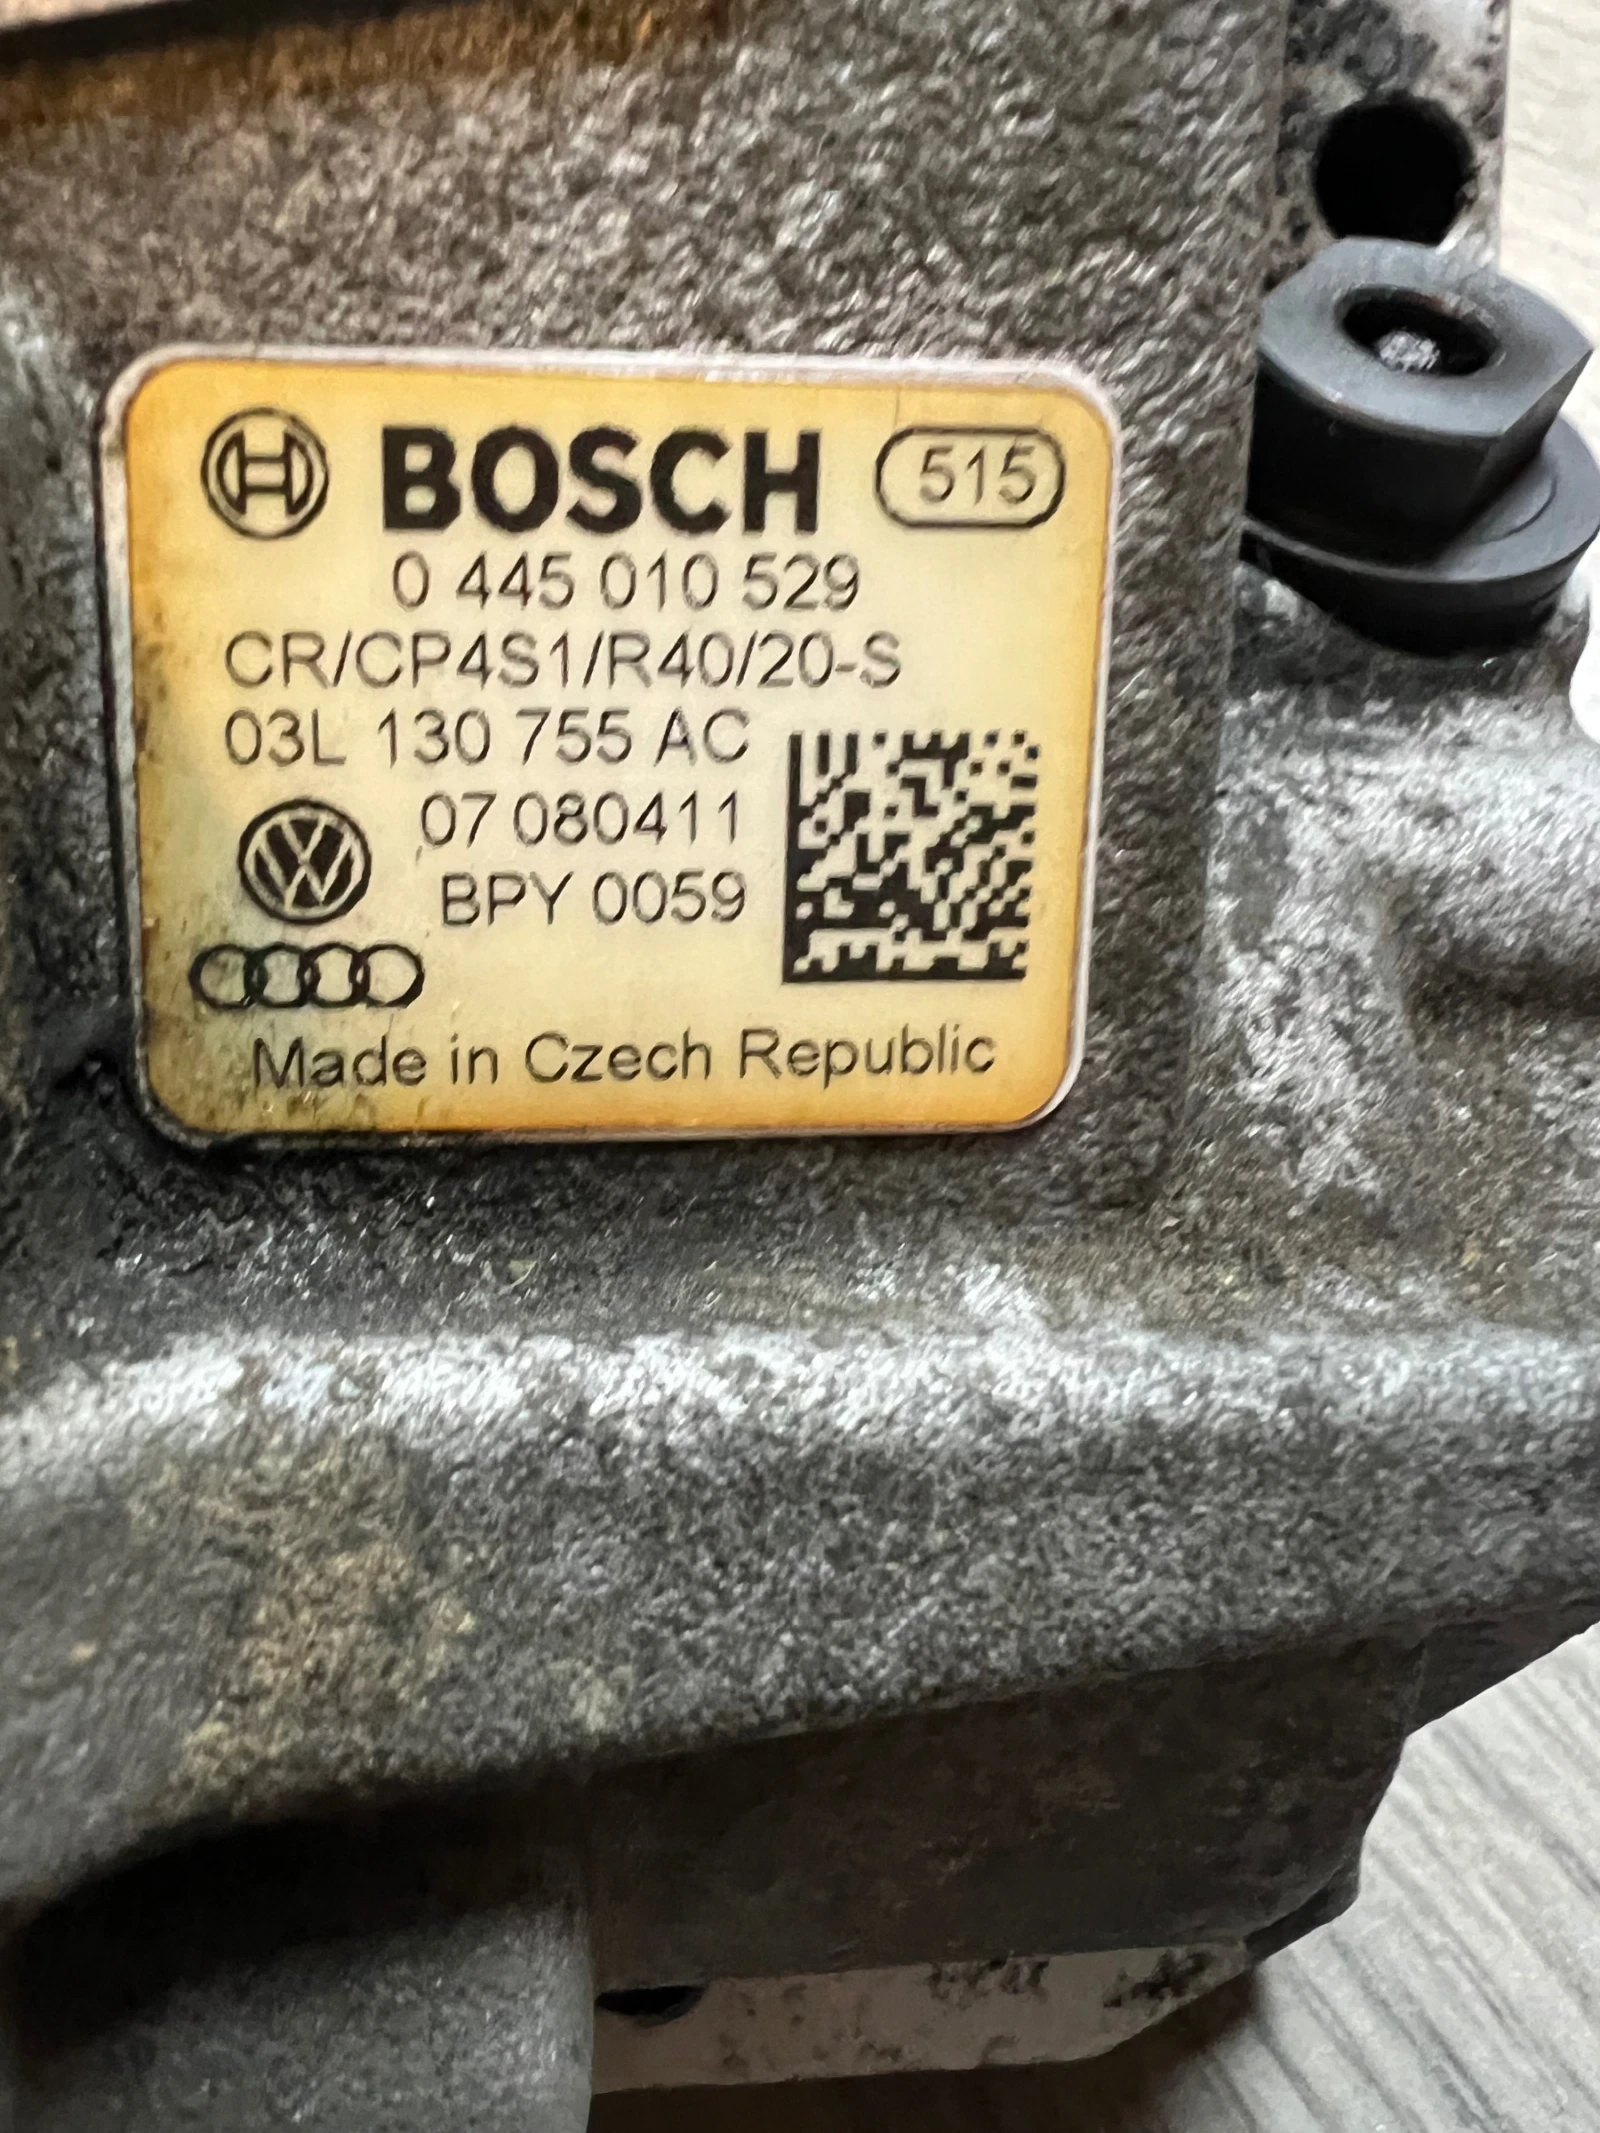 BOSCH 515
0 445 010 529
CR/CP4S1/R40/20-S
03L 130 755 AC
07 080411
BPY 0059
Made in Czech Republic